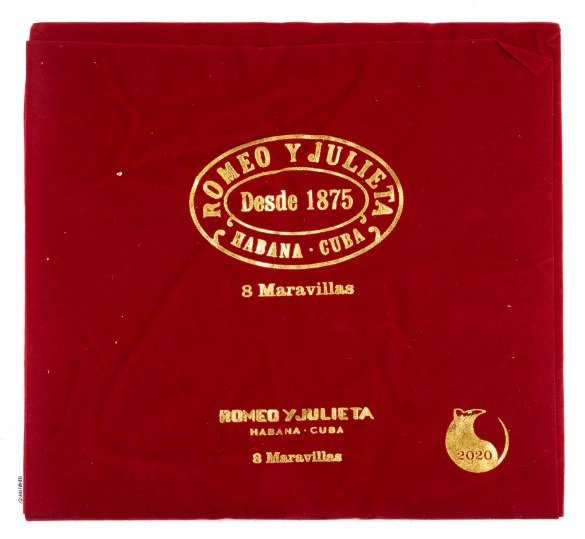 ROMEO Y JULIETA
Desde 1875
HABANA · CUBA
8 Maravillas
ROMEO Y JULIETA
HABANA · CUBA
8 Maravillas
2020